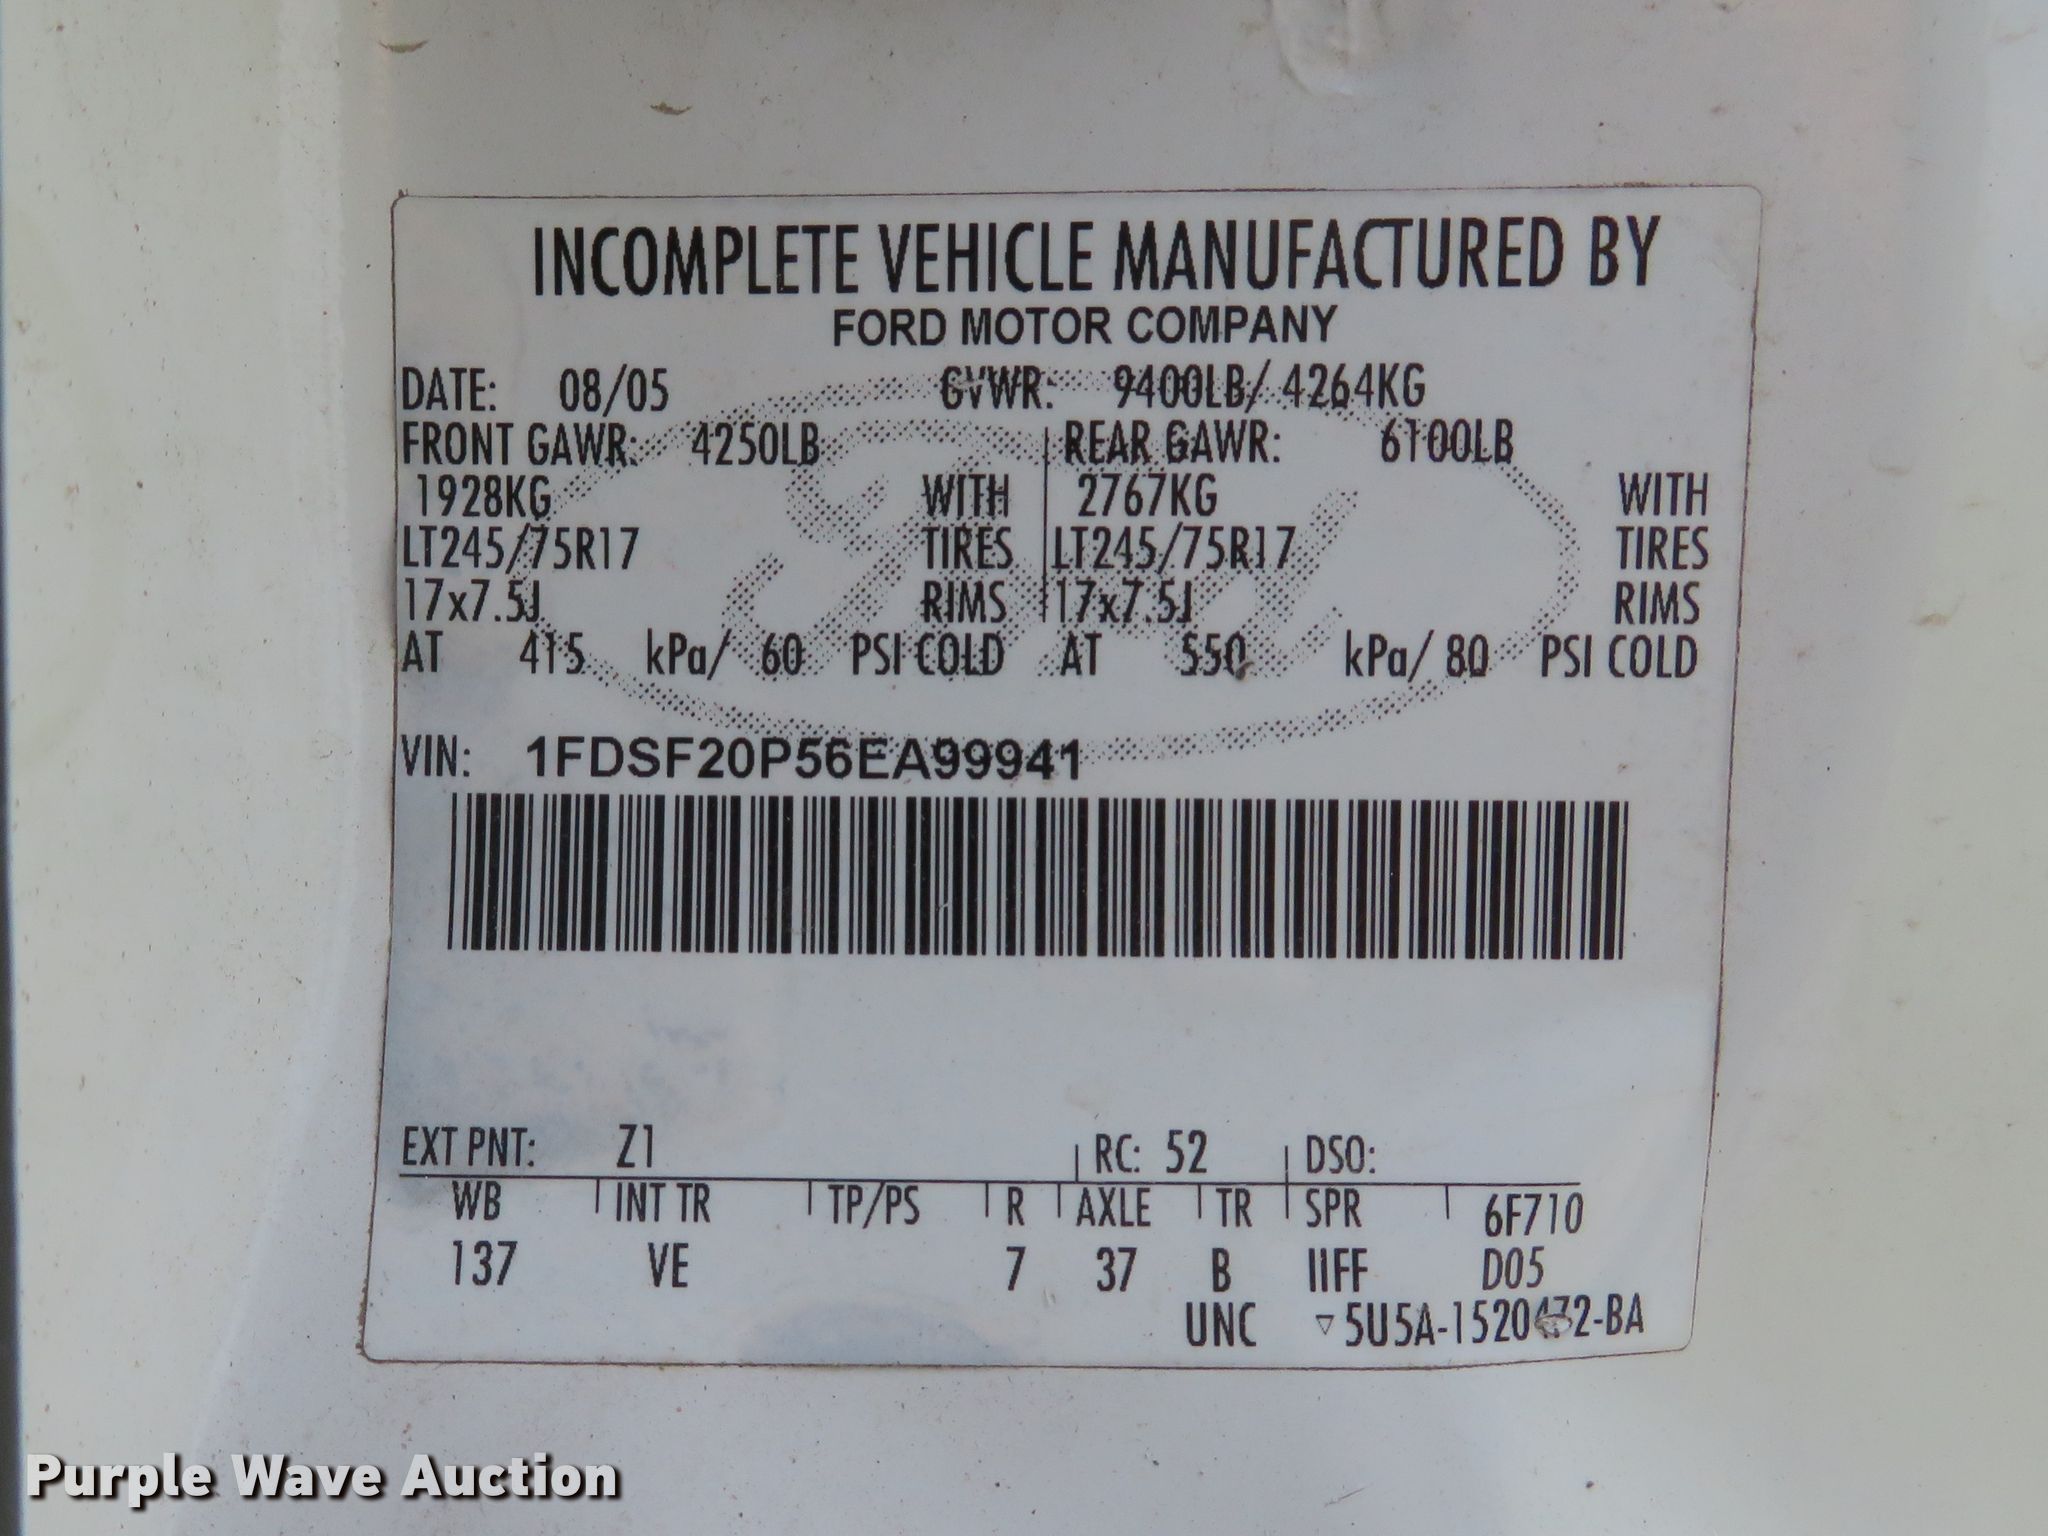 INCOMPLETE VEHICLE MANUFACTURED BY
FORD MOTOR COMPANY
DATE: 08/05 GVWR: 9400LB/ 4264KG
FRONT GAWR: 4250LB REAR GAWR: 6100LB
1928KG WITH 2767KG WITH
LT245/75R17 TIRES LT245/75R17 TIRES
17x7.5J RIMS 17x7.5J RIMS
AT 415 kPa/ 60 PSI COLD AT 550 kPa/ 80 PSI COLD
VIN: 1FDSF20P56EA99941
EXT PNT: Z1 RC: 52 DSO:
WB INT TR TP/PS R AXLE TR SPR 6F710
137 VE 7 37 B IIFF D05
UNC ▽5U5A-1520472-BA
Purple Wave Auction